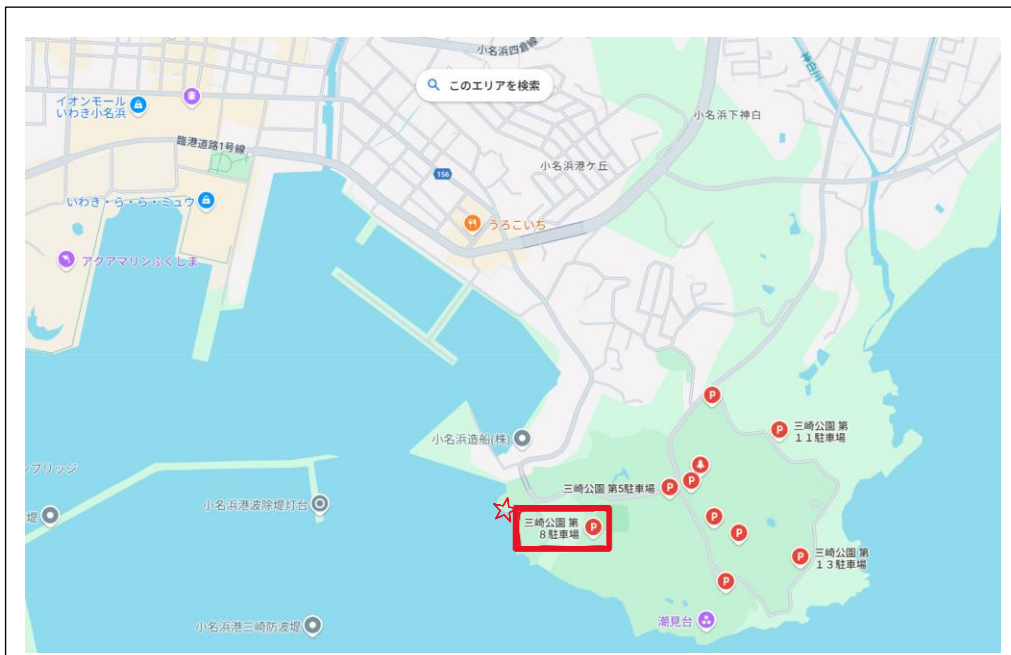 小名浜四倉線
このエリアを検索
神白川
イオンモール
いわき小名浜
小名浜下神白
臨港道路1号線
小名浜港ケ丘
156
いわき・ら・ら・ミュウ
うろこいち
アクアマリンふくしま
三崎公園 第
１１駐車場
小名浜造船(株)
ンブリッジ
三崎公園 第5駐車場
小名浜港波除堤灯台
堤
三崎公園 第
８駐車場
三崎公園 第
１３駐車場
潮見台
小名浜港三崎防波堤